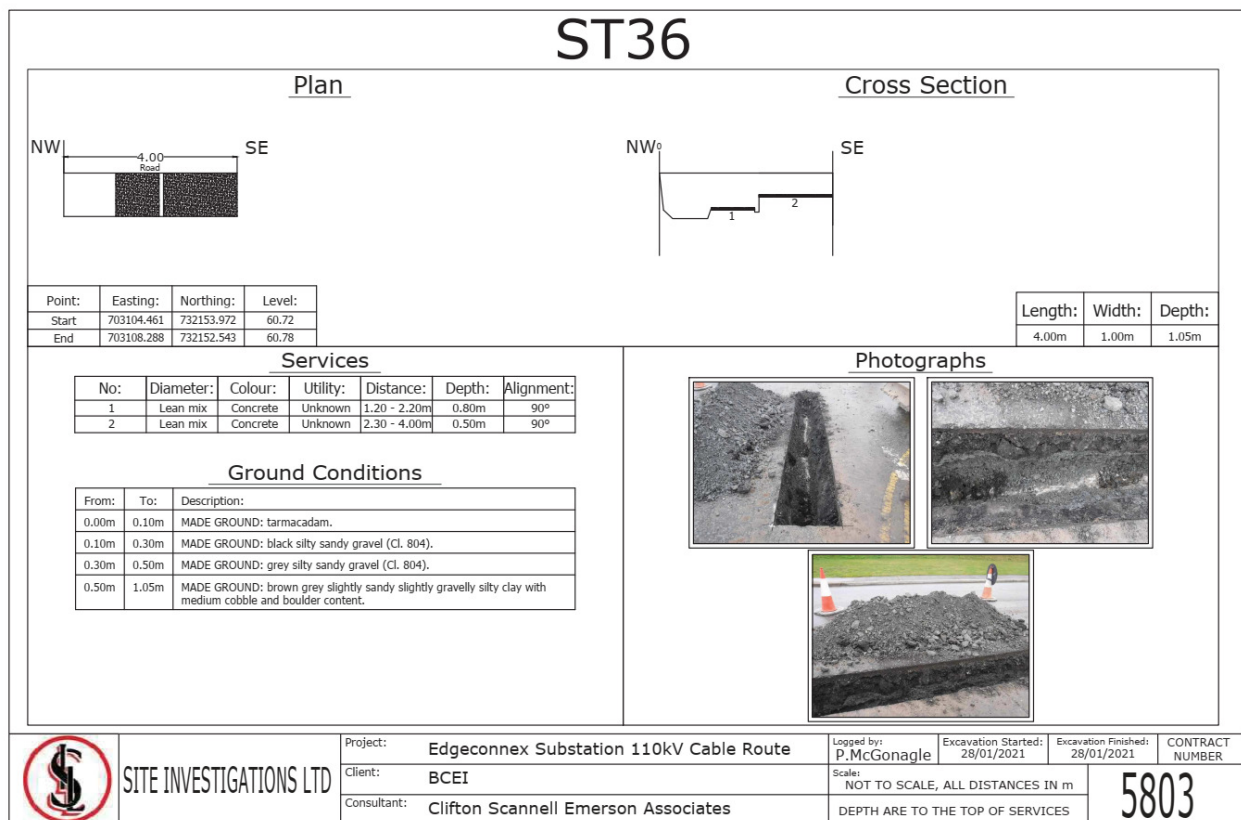 ST36
Plan
NW
SE
4.00
Road
Cross Section
NW 0
SE
1
2
Point: Easting: Northing: Level:
Start 703104.461 732153.972 60.72
End 703108.288 732152.543 60.78
Length: Width: Depth:
4.00m 1.00m 1.05m
Services
No: Diameter: Colour: Utility: Distance: Depth: Alignment:
1 Lean mix Concrete Unknown 1.20 - 2.20m 0.80m 90°
2 Lean mix Concrete Unknown 2.30 - 4.00m 0.50m 90°
Ground Conditions
From: To: Description:
0.00m 0.10m MADE GROUND: tarmacadam.
0.10m 0.30m MADE GROUND: black silty sandy gravel (Cl. 804).
0.30m 0.50m MADE GROUND: grey silty sandy gravel (Cl. 804).
0.50m 1.05m MADE GROUND: brown grey slightly sandy slightly gravelly silty clay with
medium cobble and boulder content.
Photographs
SITE INVESTIGATIONS LTD
Project: Edgeconnex Substation 110kV Cable Route
Client: BCEI
Consultant: Clifton Scannell Emerson Associates
Logged by:
P.McGonagle
Excavation Started:
28/01/2021
Excavation Finished:
28/01/2021
CONTRACT
NUMBER
5803
Scale:
NOT TO SCALE, ALL DISTANCES IN m
DEPTH ARE TO THE TOP OF SERVICES